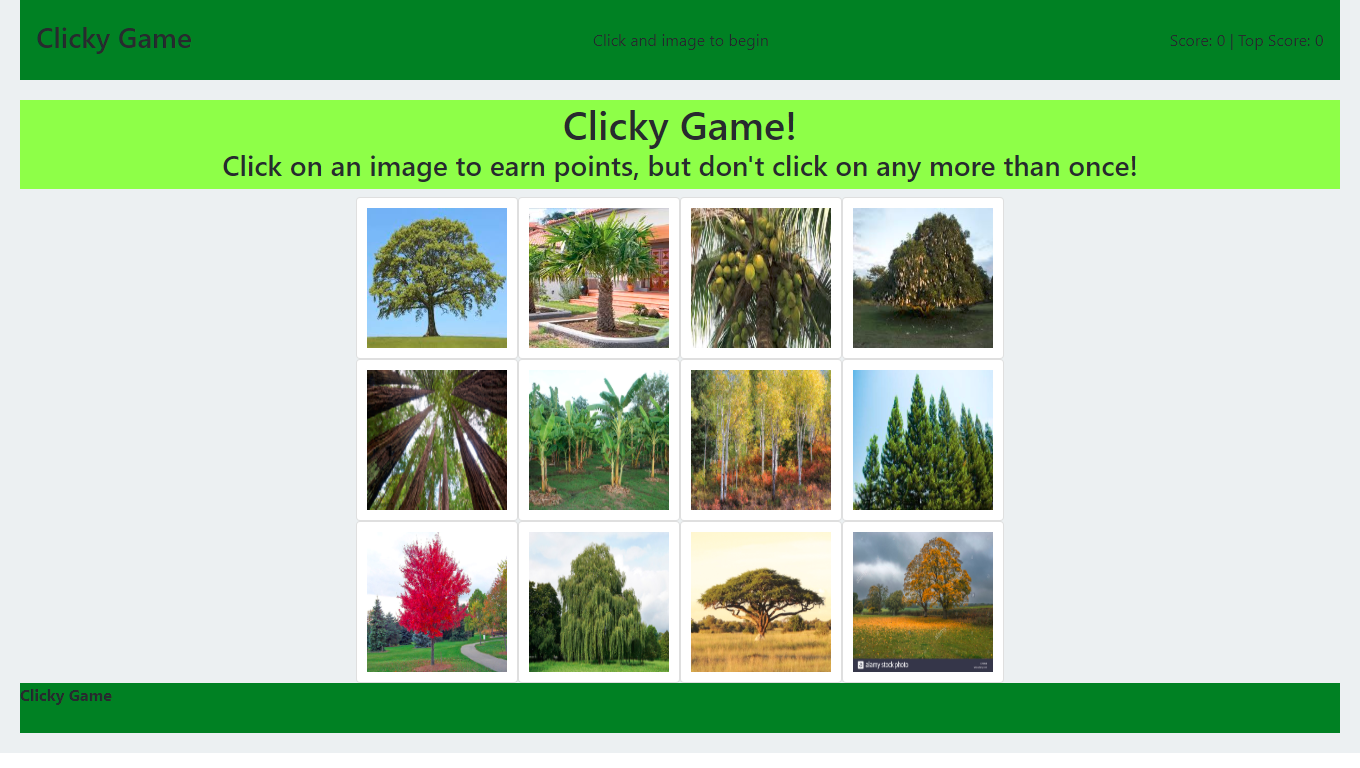 Clicky Game
Click and image to begin
Score: 0 | Top Score: 0
Clicky Game!
Click on an image to earn points, but don't click on any more than once!
alamy stock photo
Clicky Game